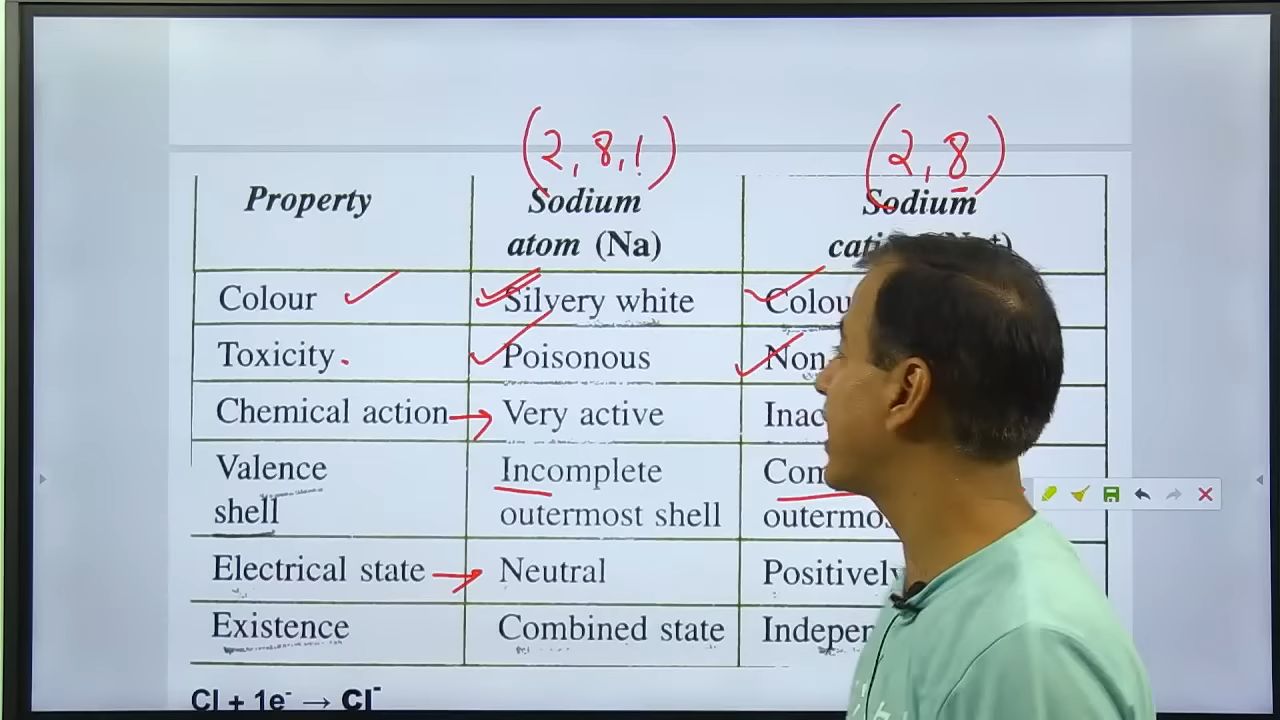 (2, 8, 1) (2, 8)
Property Sodium Sodium
atom (Na)
Colour Silvery white
Toxicity Poisonous
Chemical action → Very active
Valence Incomplete
shell outermost shell
Electrical state → Neutral Positively
Existence Combined state
Cl + 1e⁻ → Cl⁻